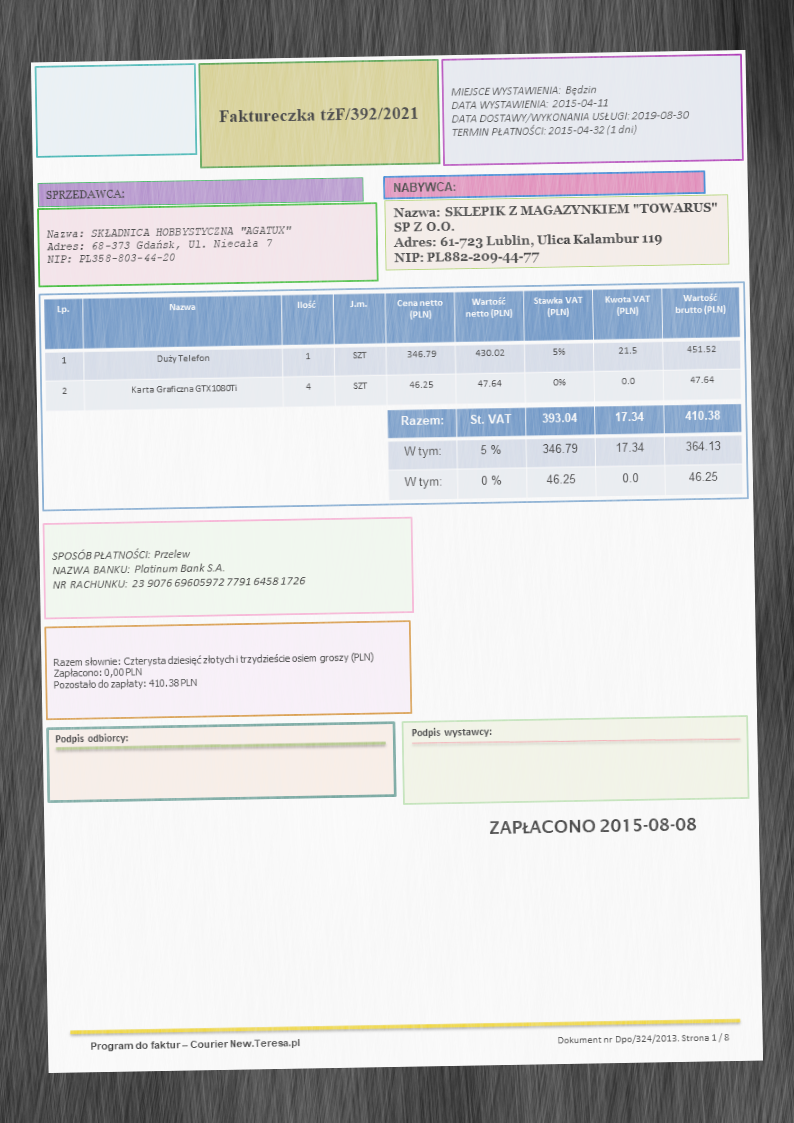 Faktureczka tźF/392/2021
MIEJSCE WYSTAWIENIA: Będzin
DATA WYSTAWIENIA: 2015-04-11
DATA DOSTAWY/WYKONANIA USŁUGI: 2019-08-30
TERMIN PŁATNOŚCI: 2015-04-32 (1 dni)
SPRZEDAWCA:
Nazwa: SKŁADNICA HOBBYSTYCZNA "AGATUX"
Adres: 68-373 Gdańsk, Ul. Niecała 7
NIP: PL358-803-44-20
NABYWCA:
Nazwa: SKLEPIK Z MAGAZYNKIEM "TOWARUS"
SP Z O.O.
Adres: 61-723 Lublin, Ulica Kalambur 119
NIP: PL882-209-44-77
Lp. Nazwa Ilość J.m. Cena netto (PLN) Wartość netto (PLN) Stawka VAT (PLN) Kwota VAT (PLN) Wartość brutto (PLN)
1 Duży Telefon 1 SZT 346.79 430.02 5% 21.5 451.52
2 Karta Graficzna GTX1080Ti 4 SZT 46.25 47.64 0% 0.0 47.64
Razem: St. VAT 393.04 17.34 410.38
W tym: 5 % 346.79 17.34 364.13
W tym: 0 % 46.25 0.0 46.25
SPOSÓB PŁATNOŚCI: Przelew
NAZWA BANKU: Platinum Bank S.A.
NR RACHUNKU: 23 9076 6960 5972 7791 6458 1726
Razem słownie: Czterysta dziesięć złotych i trzydzieście osiem groszy (PLN)
Zapłacono: 0,00 PLN
Pozostało do zapłaty: 410.38 PLN
Podpis odbiorcy:
Podpis wystawcy:
ZAPŁACONO 2015-08-08
Program do faktur – Courier New.Teresa.pl
Dokument nr Dpo/324/2013. Strona 1 / 8